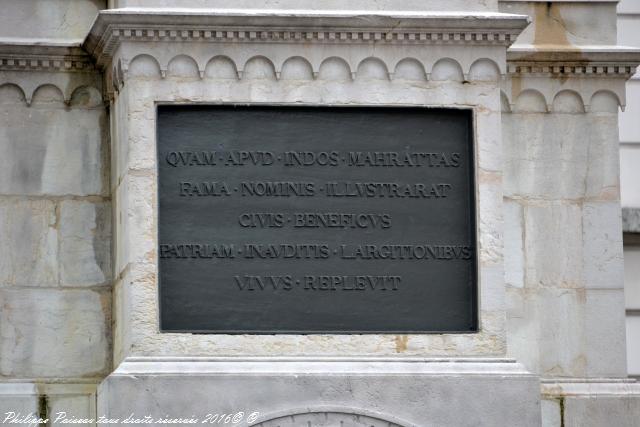 QVAM·APVD·INDOS·MAHRATTAS
FAMA·NOMINIS·ILLVSTRARAT
CIVIS·BENEFICVS
PATRIAM·INAVDITIS·LARGITIONIBVS
VIVVS·REPLEVIT
Philippe Papeas tous droits réservés 2016 © ©